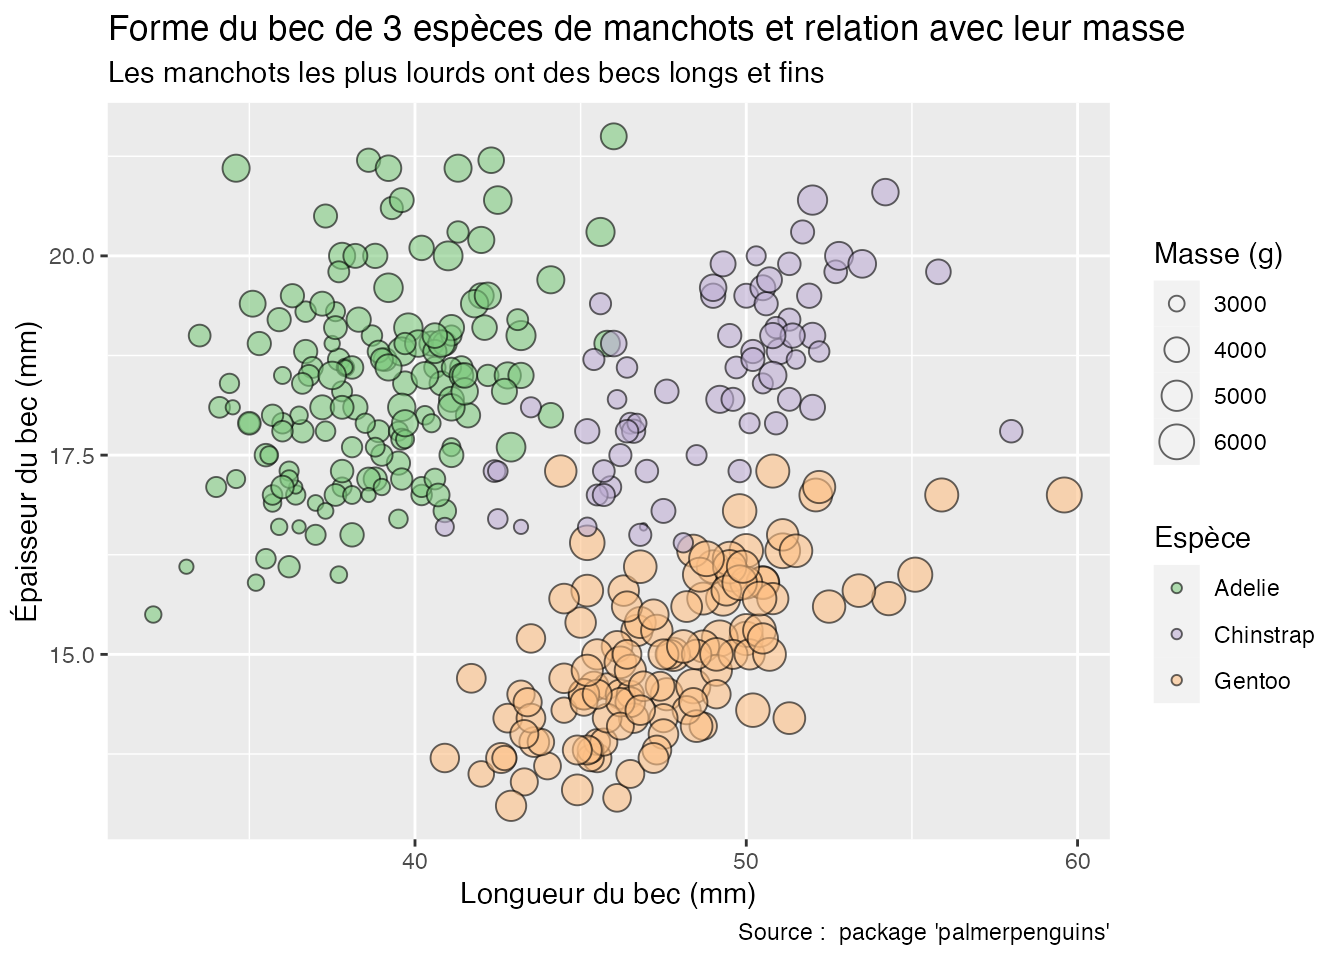 Forme du bec de 3 espèces de manchots et relation avec leur masse
Les manchots les plus lourds ont des becs longs et fins
Épaisseur du bec (mm)
20.0
17.5
15.0
40
50
60
Longueur du bec (mm)
Masse (g)
3000
4000
5000
6000
Espèce
Adelie
Chinstrap
Gentoo
Source :  package 'palmerpenguins'